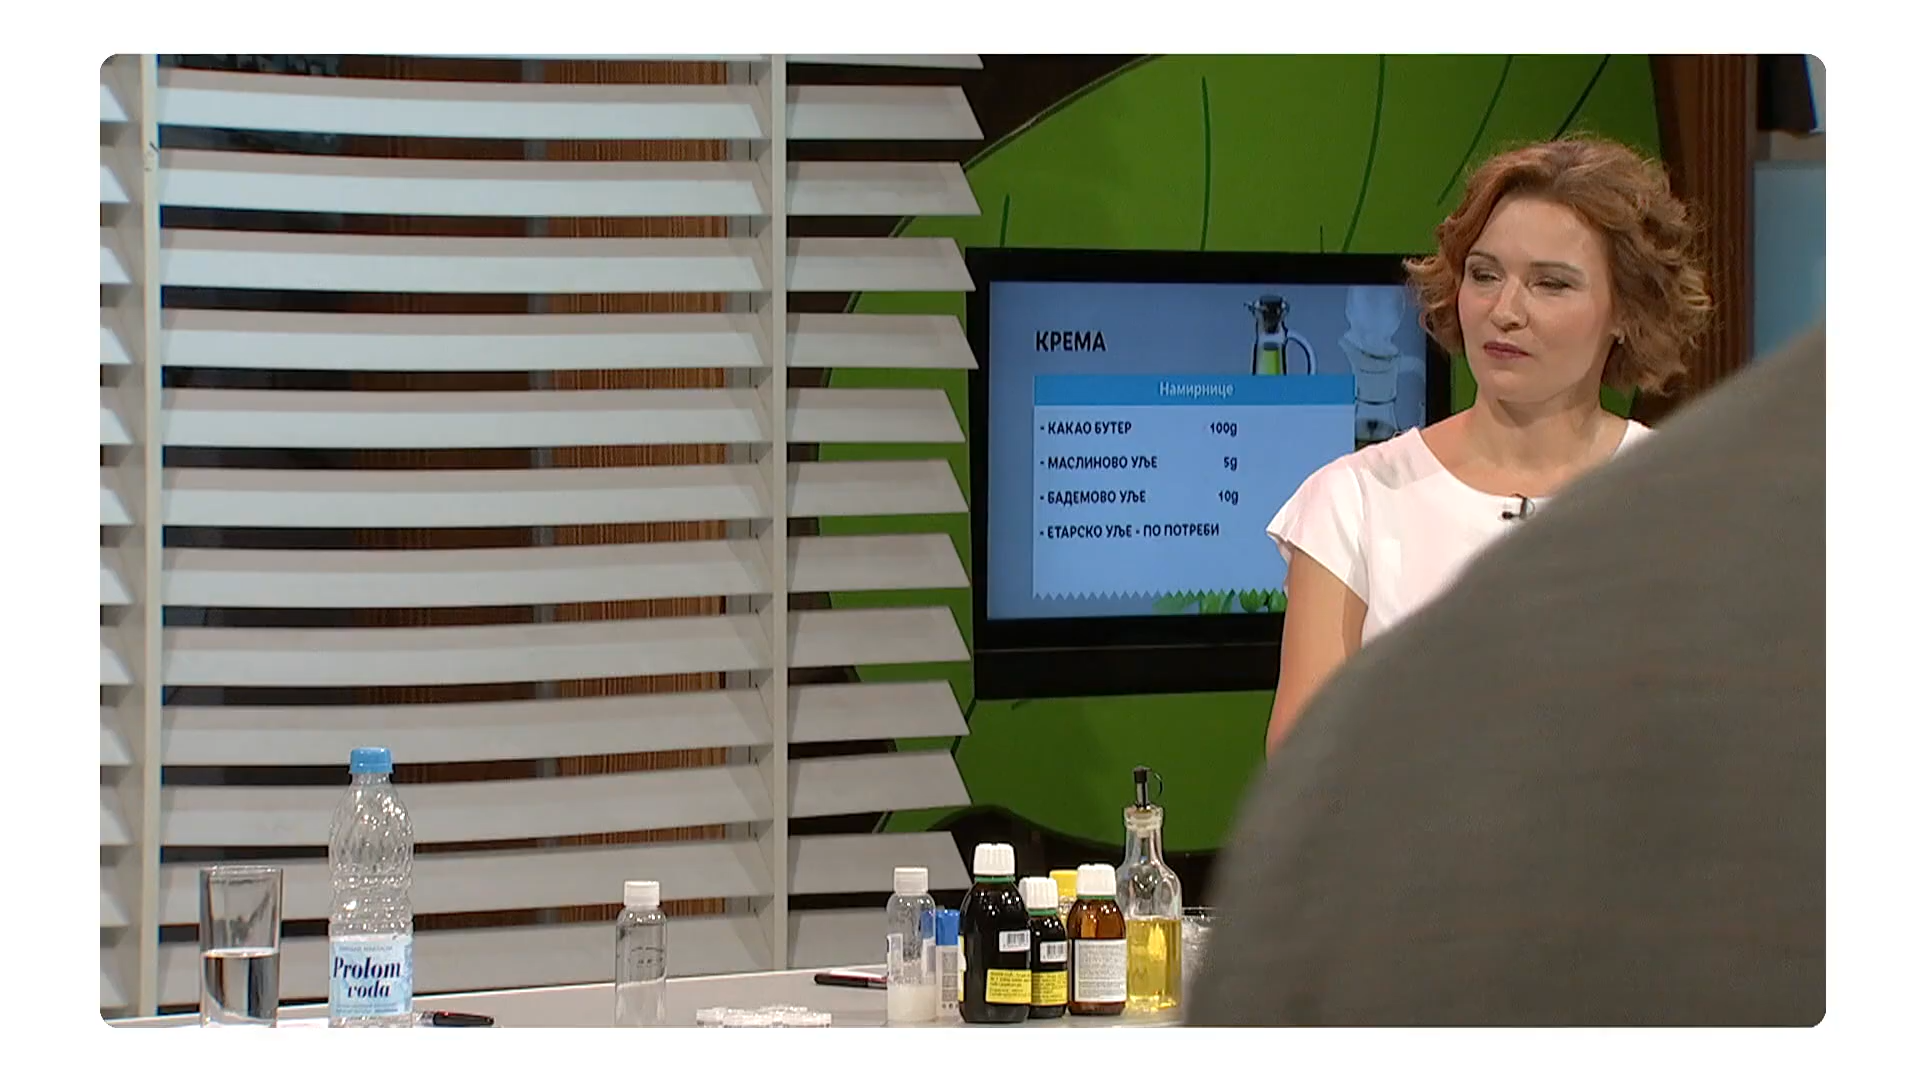 КРЕМА
Намирнице
- КАКАО БУТЕР 100g
- МАСЛИНОВО УЉЕ 5g
- БАДЕМОВО УЉЕ 10g
- ЕТАРСКО УЉЕ - ПО ПОТРЕБИ
Prolom
voda